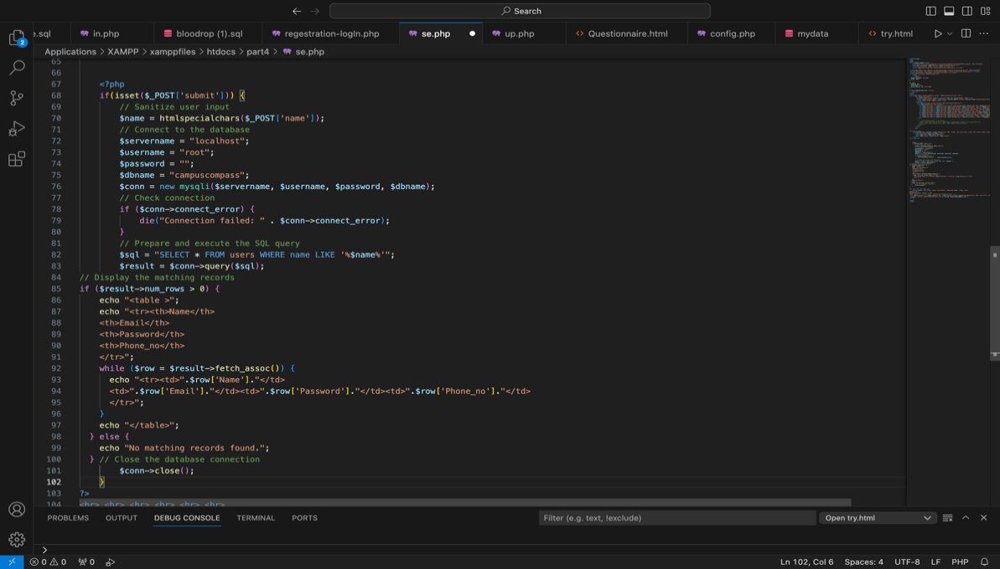 Search
.sql
in.php
bloodrop (1).sql
regestration-logIn.php
se.php
up.php
Questionnaire.html
config.php
mydata
try.html
Applications > XAMPP > xamppfiles > htdocs > part4 > se.php
2
65
66
67 <?php
68 if(isset($_POST['submit'])) {
69 // Sanitize user input
70 $name = htmlspecialchars($_POST['name']);
71 // Connect to the database
72 $servername = "localhost";
73 $username = "root";
74 $password = "";
75 $dbname = "campuscompass";
76 $conn = new mysqli($servername, $username, $password, $dbname);
77 // Check connection
78 if ($conn->connect_error) {
79 die("Connection failed: " . $conn->connect_error);
80 }
81 // Prepare and execute the SQL query
82 $sql = "SELECT * FROM users WHERE name LIKE '%$name%'";
83 $result = $conn->query($sql);
84 // Display the matching records
85 if ($result->num_rows > 0) {
86 echo "<table >";
87 echo "<tr><th>Name</th>
88 <th>Email</th>
89 <th>Password</th>
90 <th>Phone_no</th>
91 </tr>";
92 while ($row = $result->fetch_assoc()) {
93 echo "<tr><td>".$row['Name']."</td>
94 <td>".$row['Email']."</td><td>".$row['Password']."</td><td>".$row['Phone_no']."</td>
95 </tr>";
96 }
97 echo "</table>";
98 } else {
99 echo "No matching records found.";
100 } // Close the database connection
101 $conn->close();
102 }
103 ?>
104 <br> <br> <br> <br> <br> <br>
PROBLEMS OUTPUT DEBUG CONSOLE TERMINAL PORTS
Filter (e.g. text, !exclude)
Open try.html
>
0 0 0
Ln 102, Col 6 Spaces: 4 UTF-8 LF PHP